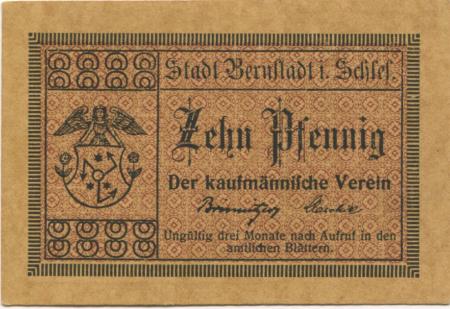 Stadt Bernstadt i. Schles.
Zehn Pfennig
Der kaufmännische Verein
Ungültig drei Monate nach Aufruf in den
amtlichen Blättern.